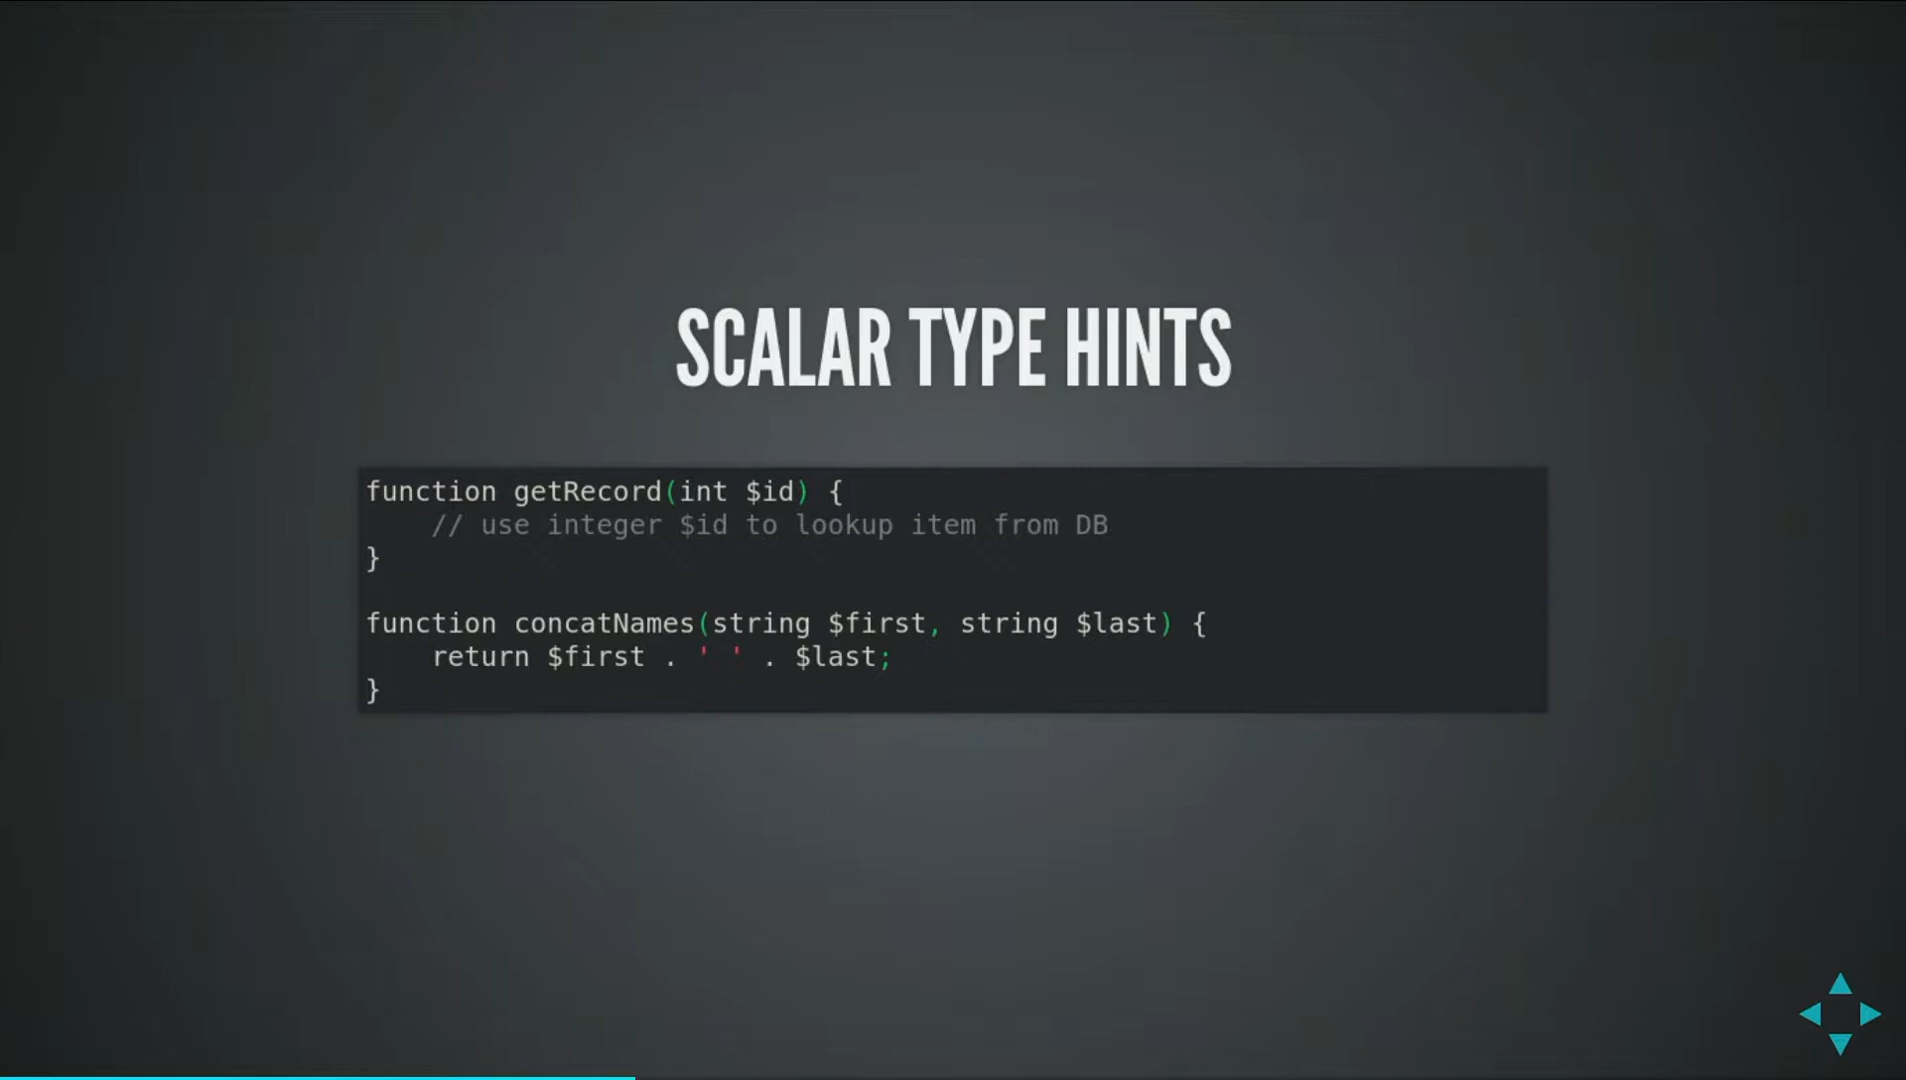 SCALAR TYPE HINTS
function getRecord(int $id) {
    // use integer $id to lookup item from DB
}
function concatNames(string $first, string $last) {
    return $first . ' ' . $last;
}